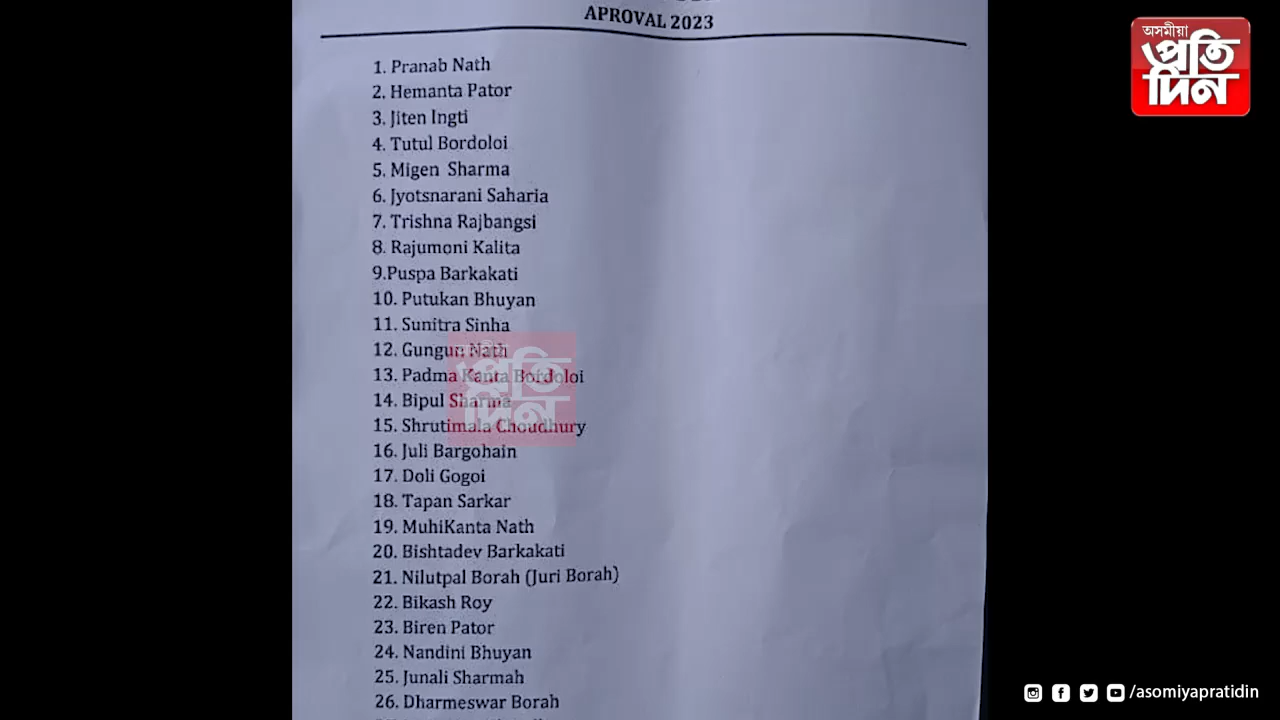 APROVAL 2023
অসমীয়া
প্ৰতি
দিন
1. Pranab Nath
2. Hemanta Pator
3. Jiten Ingti
4. Tutul Bordoloi
5. Migen Sharma
6. Jyotsnarani Saharia
7. Trishna Rajbangsi
8. Rajumoni Kalita
9.Puspa Barkakati
10. Putukan Bhuyan
11. Sunitra Sinha
12. Gungun Nath
13. Padma Kanta Bordoloi
14. Bipul Sharma
15. Shrutimala Choudhury
অসমীয়া
প্ৰতি
দিন
16. Juli Bargohain
17. Doli Gogoi
18. Tapan Sarkar
19. MuhiKanta Nath
20. Bishtadev Barkakati
21. Nilutpal Borah (Juri Borah)
22. Bikash Roy
23. Biren Pator
24. Nandini Bhuyan
25. Junali Sharmah
26. Dharmeswar Borah
/asomiyapratidin